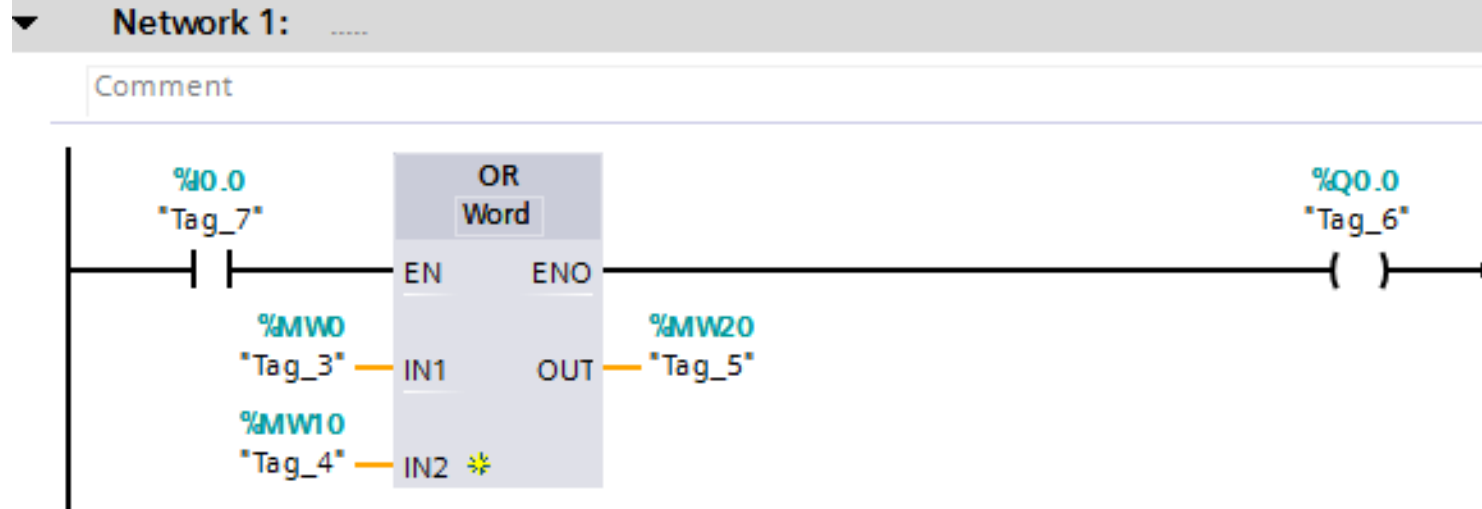 Network 1: .....
Comment
%I0.0
"Tag_7"
OR
Word
%Q0.0
"Tag_6"
EN ENO
%MW0
"Tag_3"
IN1
OUT
%MW20
"Tag_5"
%MW10
"Tag_4"
IN2